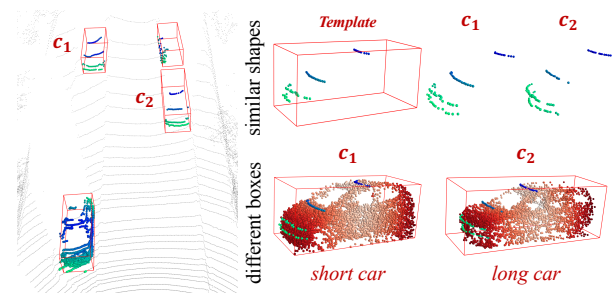 c₁
c₂
similar shapes
Template
c₁
c₂
different boxes
c₁
c₂
short car
long car